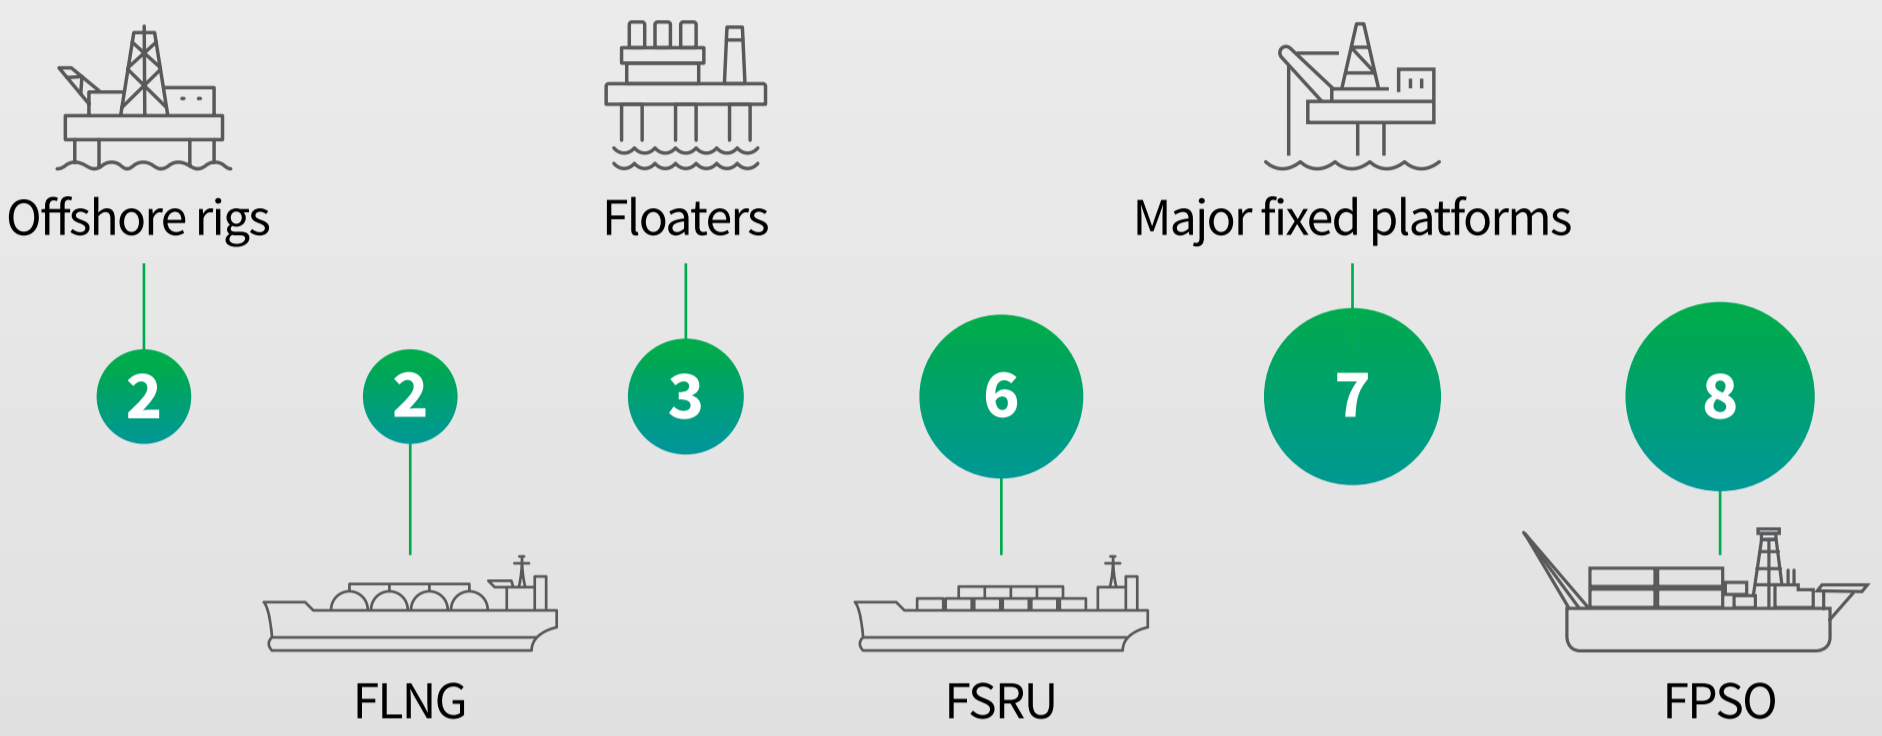 Offshore rigs
Floaters
Major fixed platforms
2
2
3
6
7
8
FLNG
FSRU
FPSO